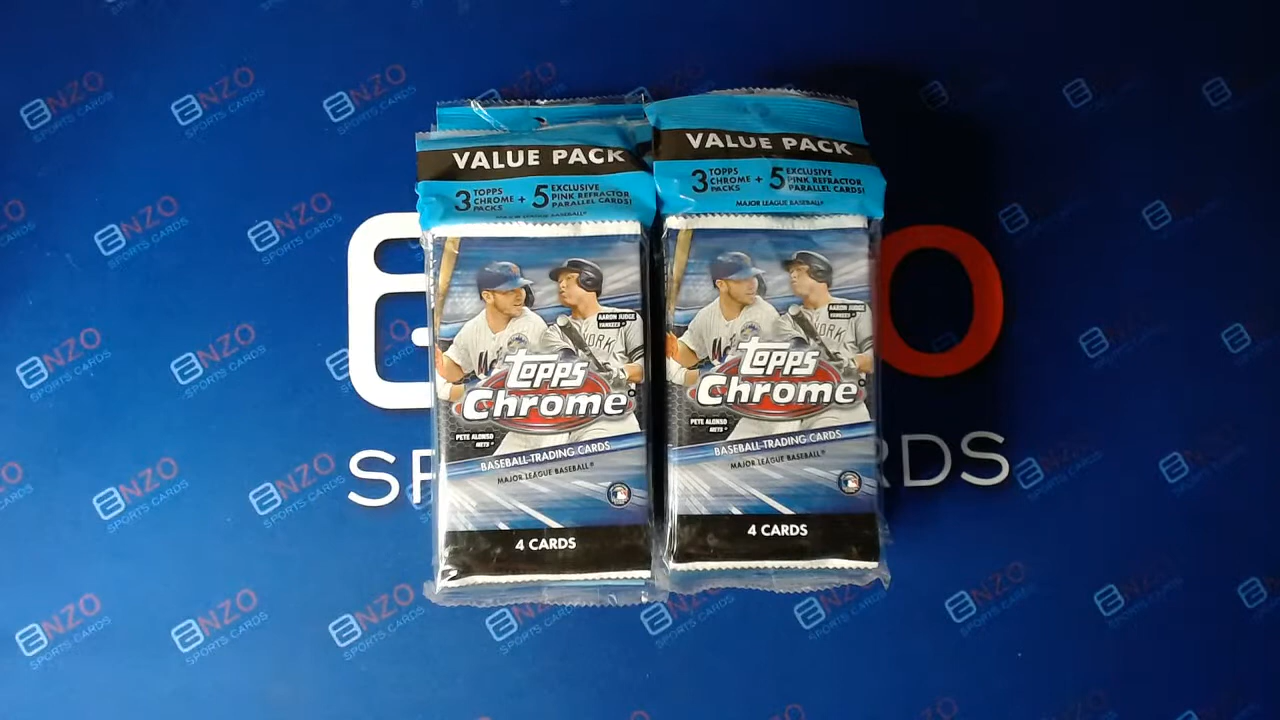 VALUE PACK
3 TOPPS CHROME PACKS + 5 EXCLUSIVE PINK REFRACTOR PARALLEL CARDS!
MAJOR LEAGUE BASEBALL®
AARON JUDGE
YANKEES®
Topps
Chrome®
PETE ALONSO
METS®
BASEBALL TRADING CARDS
MAJOR LEAGUE BASEBALL®
4 CARDS
VALUE PACK
3 TOPPS CHROME PACKS + 5 EXCLUSIVE PINK REFRACTOR PARALLEL CARDS!
MAJOR LEAGUE BASEBALL®
AARON JUDGE
YANKEES®
YORK
Topps
Chrome®
PETE ALONSO
METS®
BASEBALL TRADING CARDS
MAJOR LEAGUE BASEBALL®
4 CARDS
ENZO
SPORTS CARDS